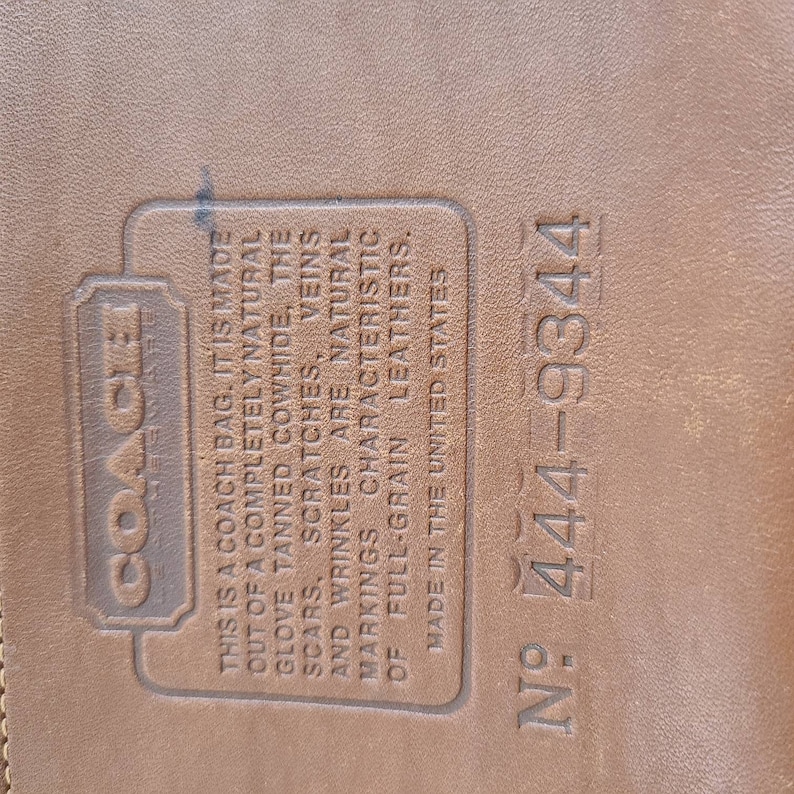 COACH
LEATHERWARE
THIS IS A COACH BAG. IT IS MADE
OUT OF A COMPLETELY NATURAL
GLOVE TANNED COWHIDE, THE
SCARS, SCRATCHES, VEINS
AND WRINKLES ARE NATURAL
MARKINGS CHARACTERISTIC
OF FULL-GRAIN LEATHERS.
MADE IN THE UNITED STATES
Nº. 444-9344